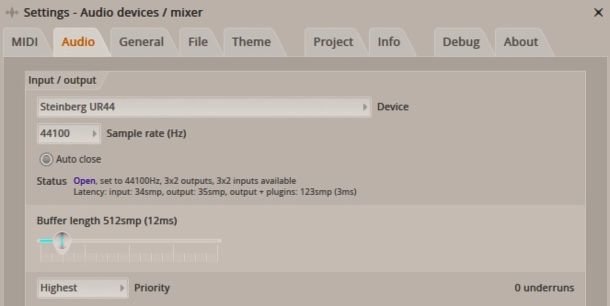 Settings - Audio devices / mixer
MIDI Audio General File Theme Project Info Debug About
Input / output
Steinberg UR44 Device
44100 Sample rate (Hz)
Auto close
Status Open, set to 44100Hz, 3x2 outputs, 3x2 inputs available
Latency: input: 34smp, output: 35smp, output + plugins: 123smp (3ms)
Buffer length 512smp (12ms)
Highest Priority 0 underruns